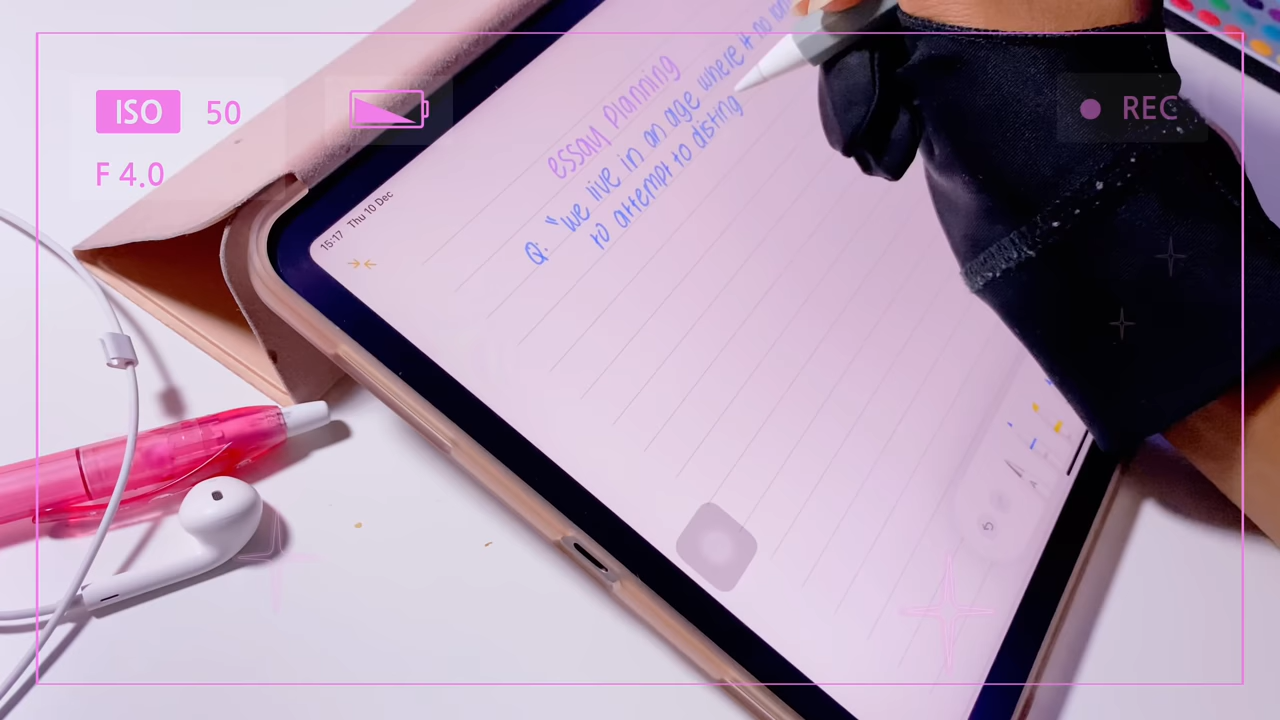 ISO 50
F 4.0
REC
15:17 Thu 10 Dec
essay planning
Q: "we live in an age where it no
to attempt to disting